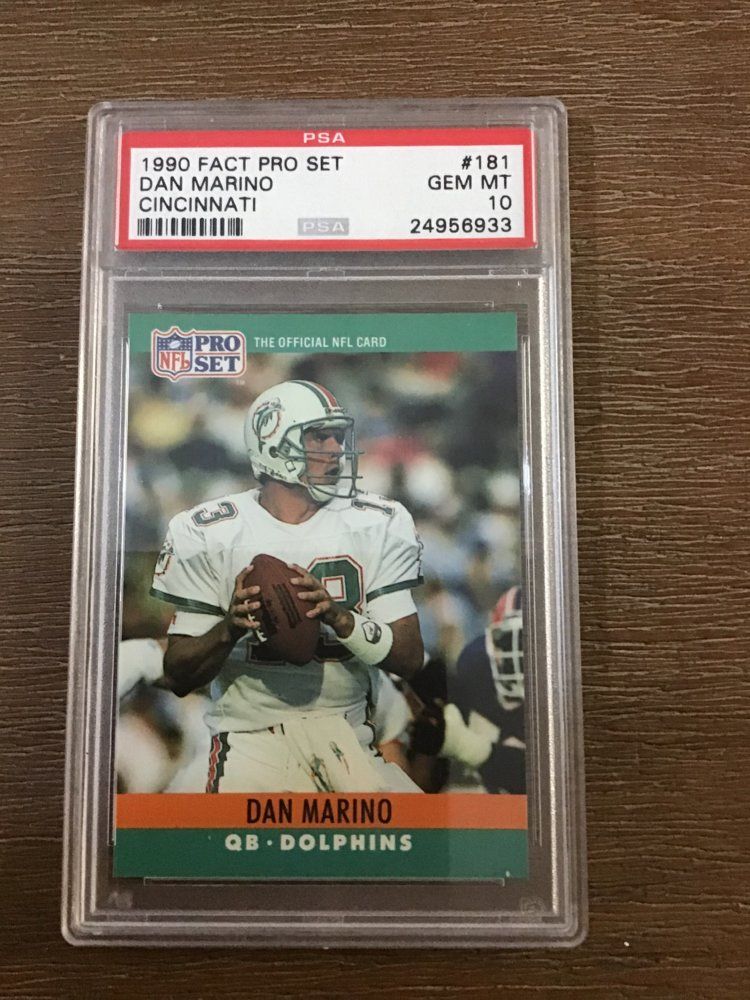 PSA
1990 FACT PRO SET #181
DAN MARINO GEM MT
CINCINNATI 10
PSA 24956933
NFL PRO SET
THE OFFICIAL NFL CARD
13
13
DAN MARINO
QB · DOLPHINS